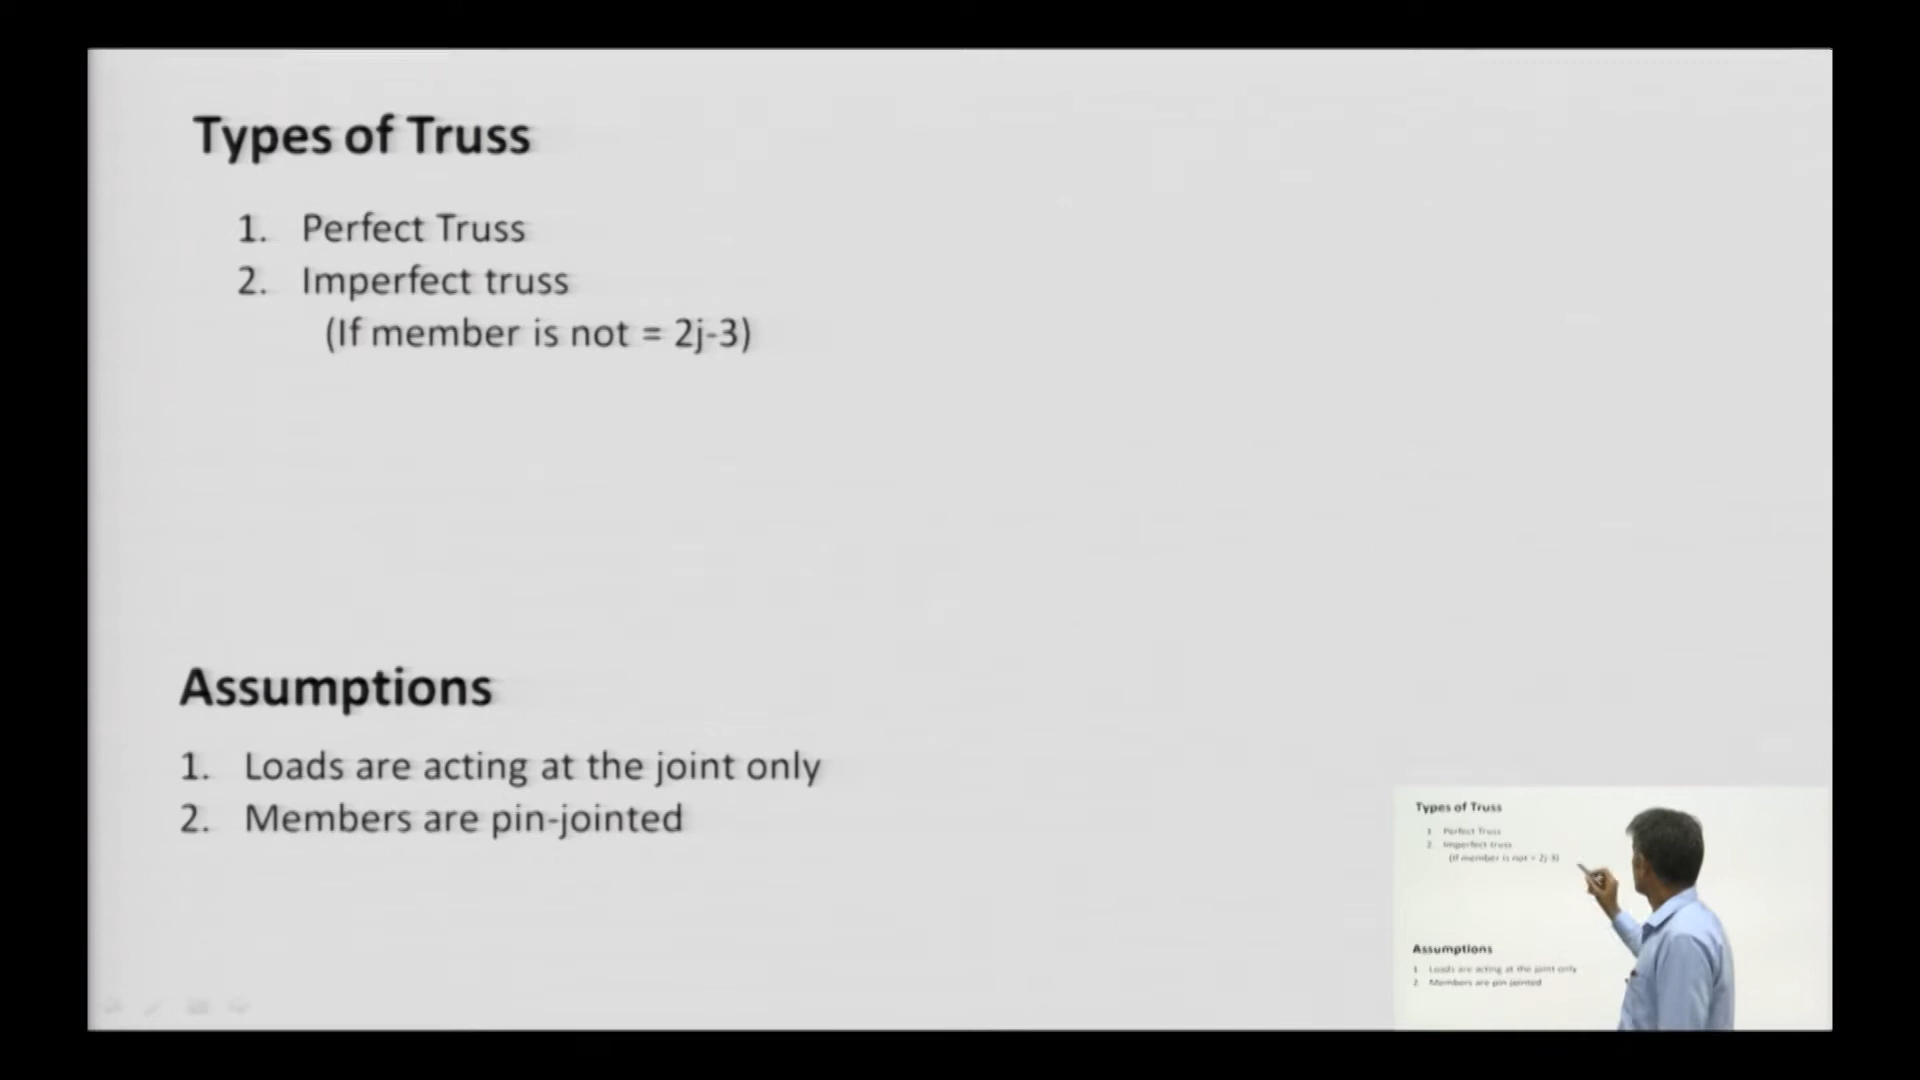 Types of Truss
1. Perfect Truss
2. Imperfect truss
(If member is not = 2j-3)
Assumptions
1. Loads are acting at the joint only
2. Members are pin-jointed
Types of Truss
1 Perfect Truss
2 Imperfect truss
(If member is not = 2j-3)
Assumptions
1 Loads are acting at the joint only
2 Members are pin-jointed